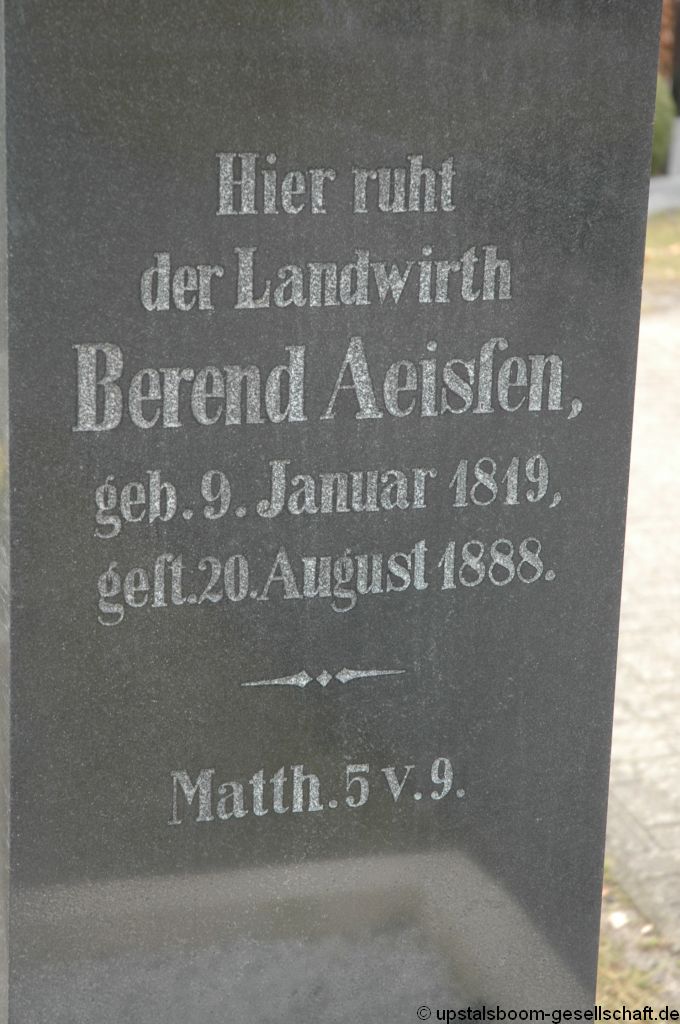 Hier ruht
der Landwirth
Berend Aeisſen,
geb. 9. Januar 1819,
geſt. 20. August 1888.
Matth. 5 v. 9.
© upstalsboom-gesellschaft.de